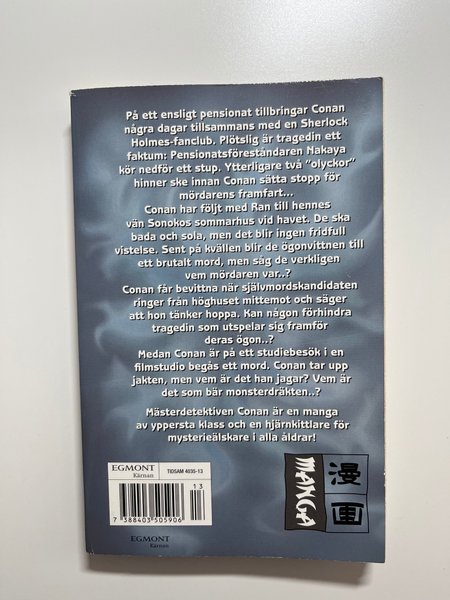 På ett ensligt pensionat tillbringar Conan
några dagar tillsammans med en Sherlock
Holmes-fanclub. Plötslig är tragedin ett
faktum: Pensionatsföreståndaren Nakaya
kör nedför ett stup. Ytterligare två "olyckor"
hinner ske innan Conan sätta stopp för
mördarens framfart...
Conan har följt med Ran till hennes
vän Sonokos sommarhus vid havet. De ska
bada och sola, men det blir ingen fridfull
vistelse. Sent på kvällen blir de ögonvittnen till
ett brutalt mord, men såg de verkligen
vem mördaren var..?
Conan får bevittna när självmordskandidaten
ringer från höghuset mittemot och säger
att hon tänker hoppa. Kan någon förhindra
tragedin som utspelar sig framför
deras ögon..?
Medan Conan är på ett studiebesök i en
filmstudio begås ett mord. Conan tar upp
jakten, men vem är det han jagar? Vem är
det som bär monsterdräkten..?
Mästerdetektiven Conan är en manga
av yppersta klass och en hjärnkittlare för
mysterieälskare i alla åldrar!
EGMONT
Kärnan
TIDSAM 4035-13
13
7 388403 505906
EGMONT
Kärnan
MANGA
漫画